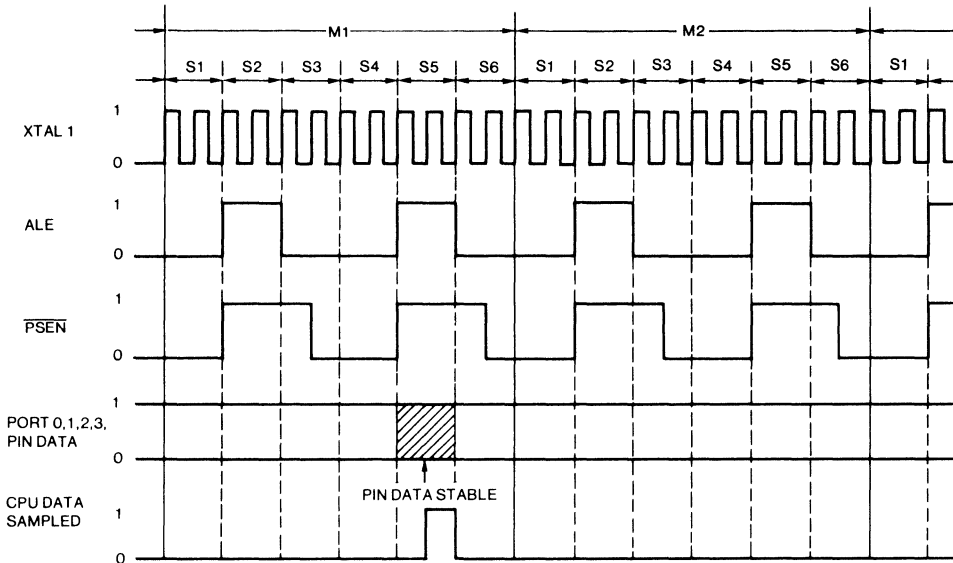 M1 M2
S1 S2 S3 S4 S5 S6 S1 S2 S3 S4 S5 S6 S1
1
XTAL 1
0
1
ALE
0
1
PSEN
0
1
PORT 0,1,2,3,
PIN DATA
0
PIN DATA STABLE
CPU DATA
SAMPLED
1
0